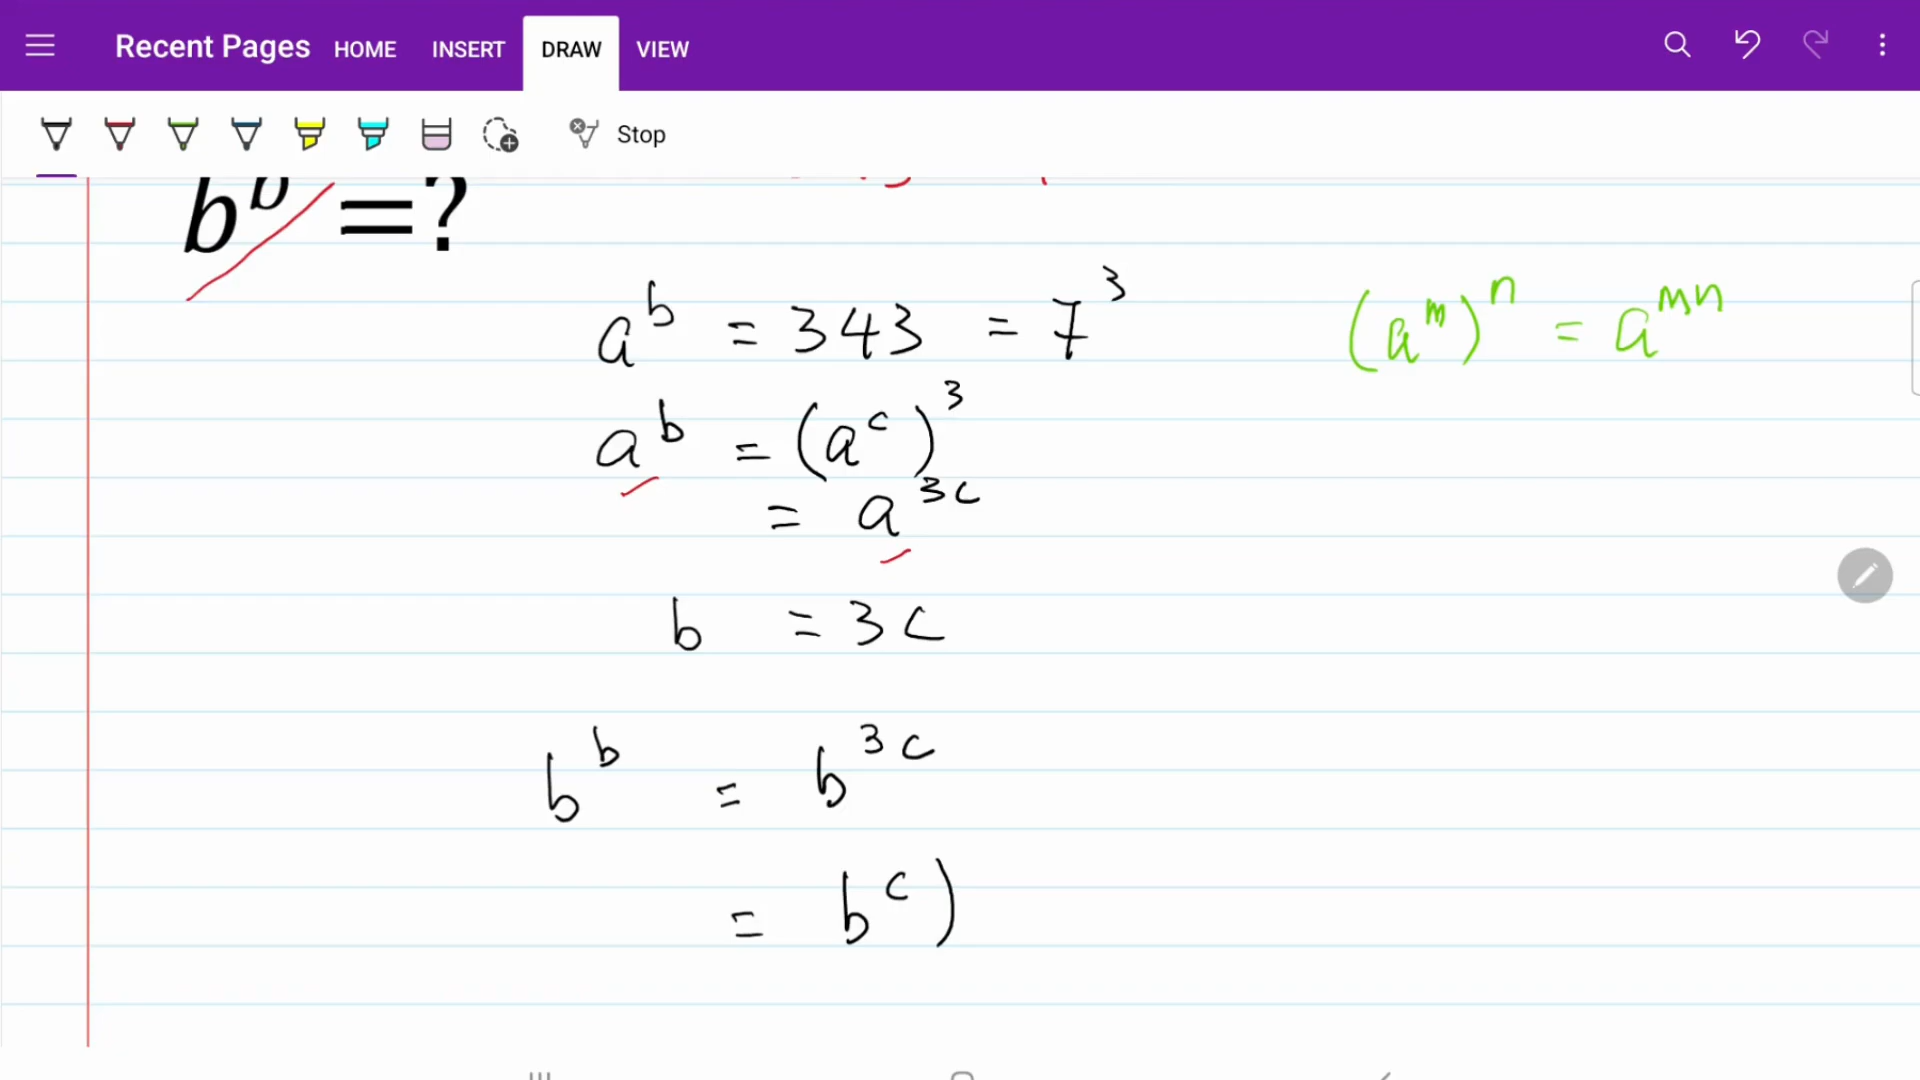 Recent Pages HOME INSERT DRAW VIEW
Stop
b^b =?
a^b = 343 = 7^3
(a^m)^n = a^mn
a^b = (a^c)^3
= a^3c
b = 3c
b^b = b^3c
= b^c)